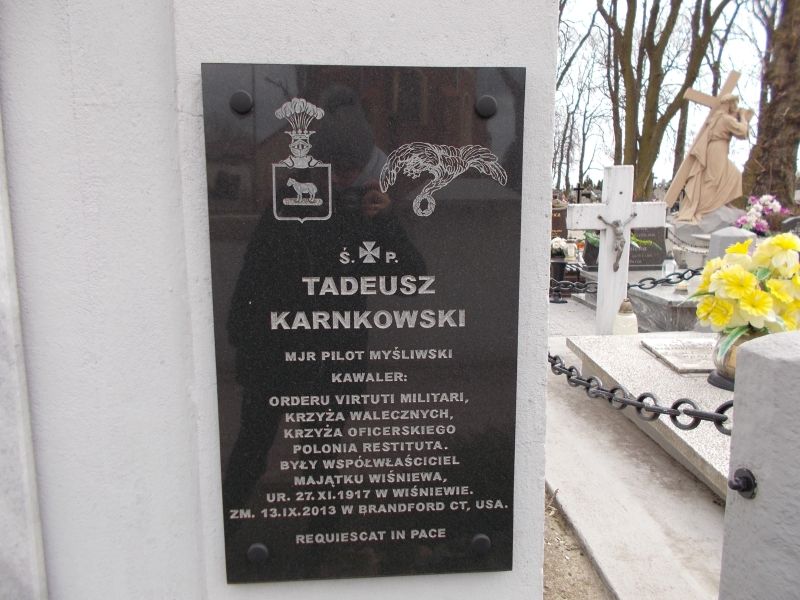 Ś. P.
TADEUSZ
KARNKOWSKI
MJR PILOT MYŚLIWSKI
KAWALER:
ORDERU VIRTUTI MILITARI,
KRZYŻA WALECZNYCH,
KRZYŻA OFICERSKIEGO
POLONIA RESTITUTA.
BYŁY WSPÓŁWŁAŚCICIEL
MAJĄTKU WIŚNIEWA,
UR. 27.XI.1917 W WIŚNIEWIE.
ZM. 13.IX.2013 W BRANDFORD CT, USA.
REQUIESCAT IN PACE